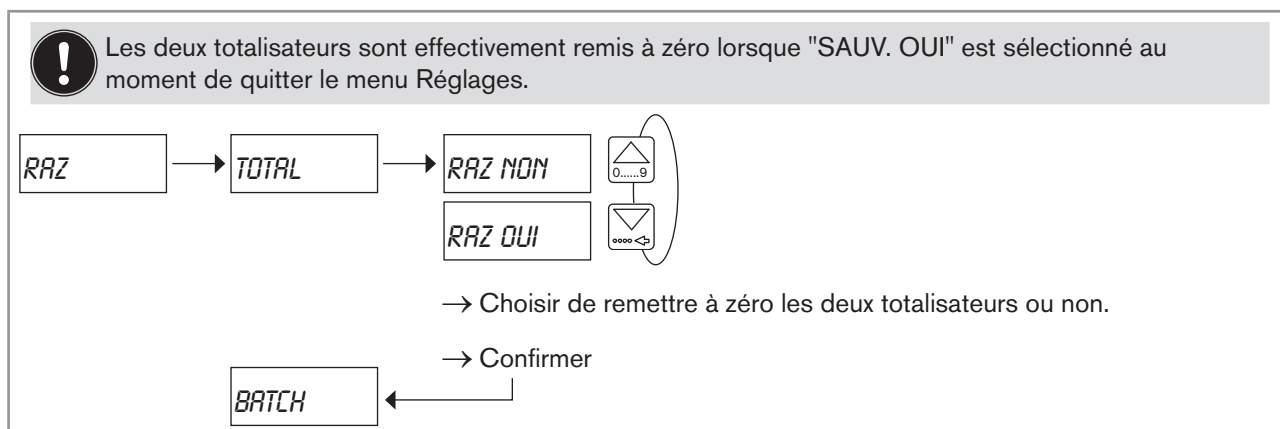 Les deux totalisateurs sont effectivement remis à zéro lorsque "SAUV. OUI" est sélectionné au
moment de quitter le menu Réglages.
RAZ
TOTAL
RAZ NON
0......9
RAZ OUI
→ Choisir de remettre à zéro les deux totalisateurs ou non.
→ Confirmer
BATCH